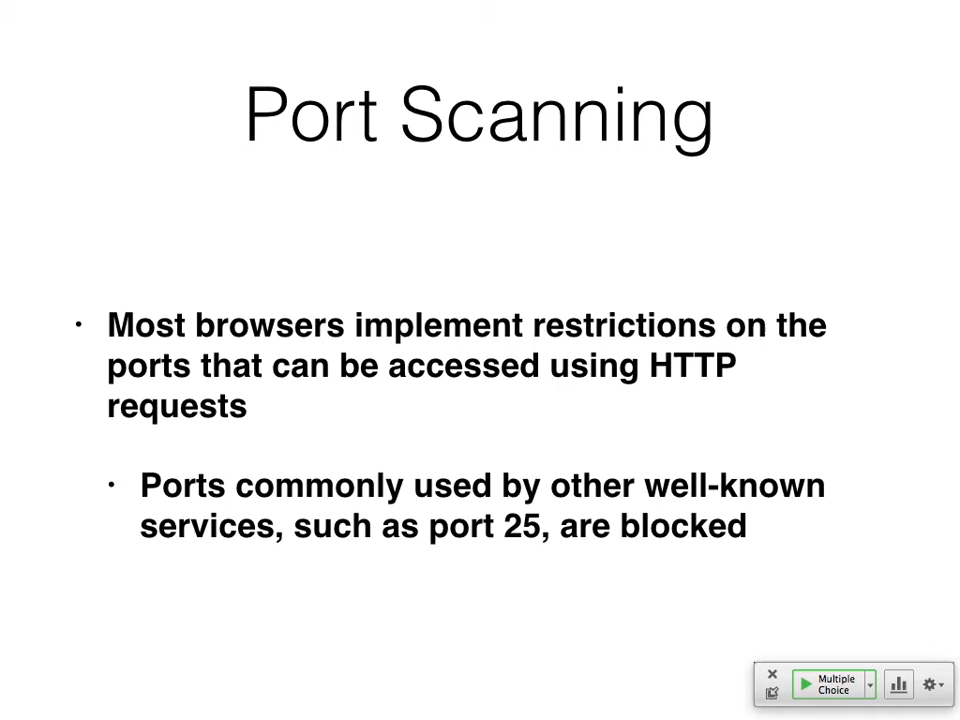 Port Scanning
• Most browsers implement restrictions on the
ports that can be accessed using HTTP
requests
• Ports commonly used by other well-known
services, such as port 25, are blocked
Multiple
Choice